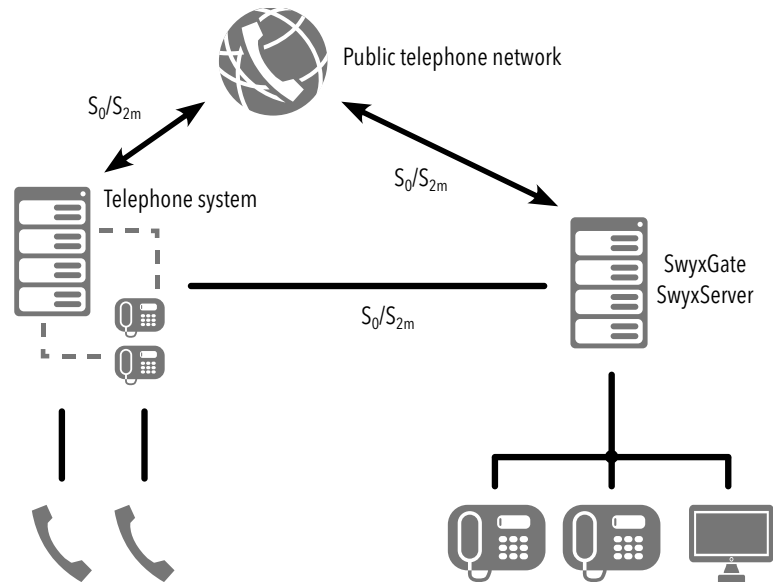 Public telephone network
S₀/S₂ₘ
S₀/S₂ₘ
Telephone system
SwyxGate
SwyxServer
S₀/S₂ₘ